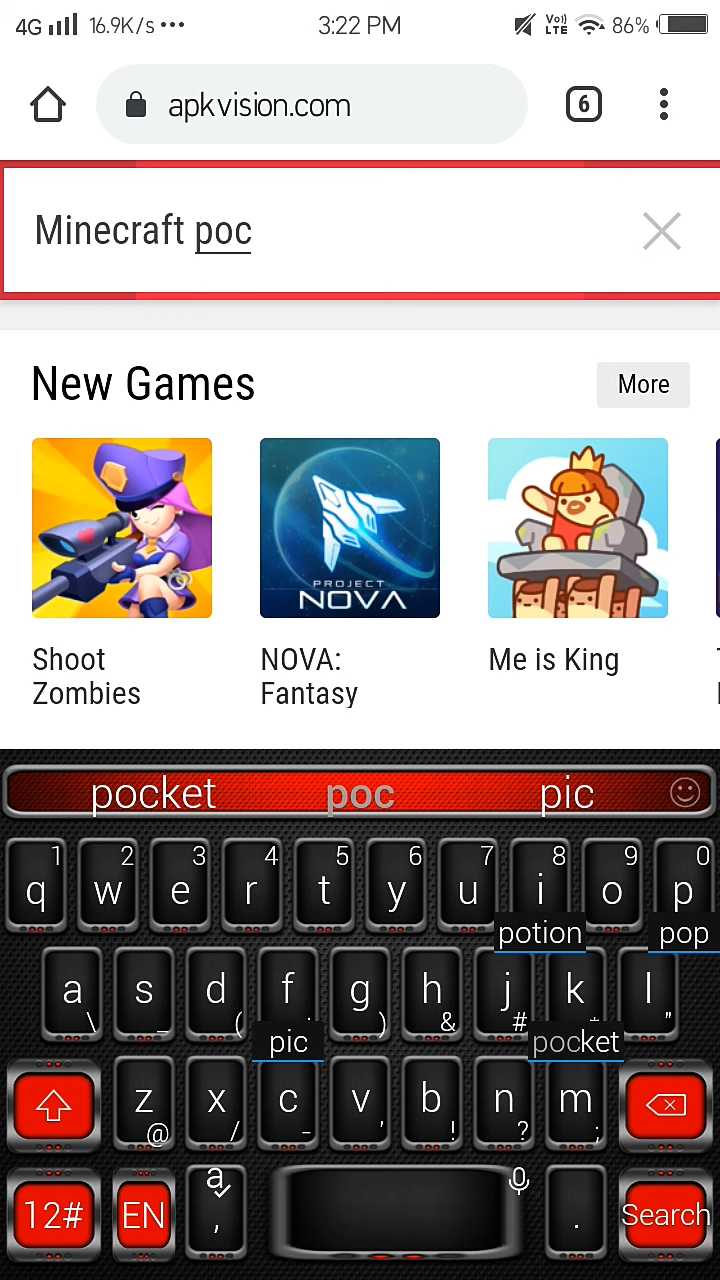 4G 16.9K/s ••• 3:22 PM Vo)) LTE 86%
apkvision.com 6
Minecraft poc
New Games More
PROJECT
NOVA
Shoot Zombies
NOVA: Fantasy
Me is King
pocket poc pic
1 2 3 4 5 6 7 8 9 0
q w e r t y u i o p
potion pop
a s d f g h j k l
\ _ ( ) & # "
pic pocket
z x c v b n m
@ / - ' ! ? ;
12# EN a , . Search